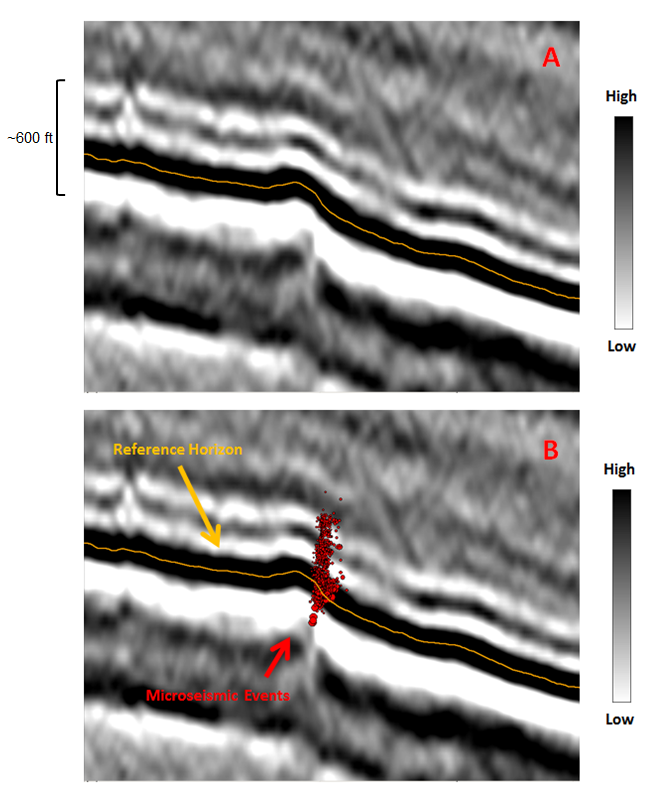 A
High
~600 ft
Low
Reference Horizon
B
High
Microseismic Events
Low